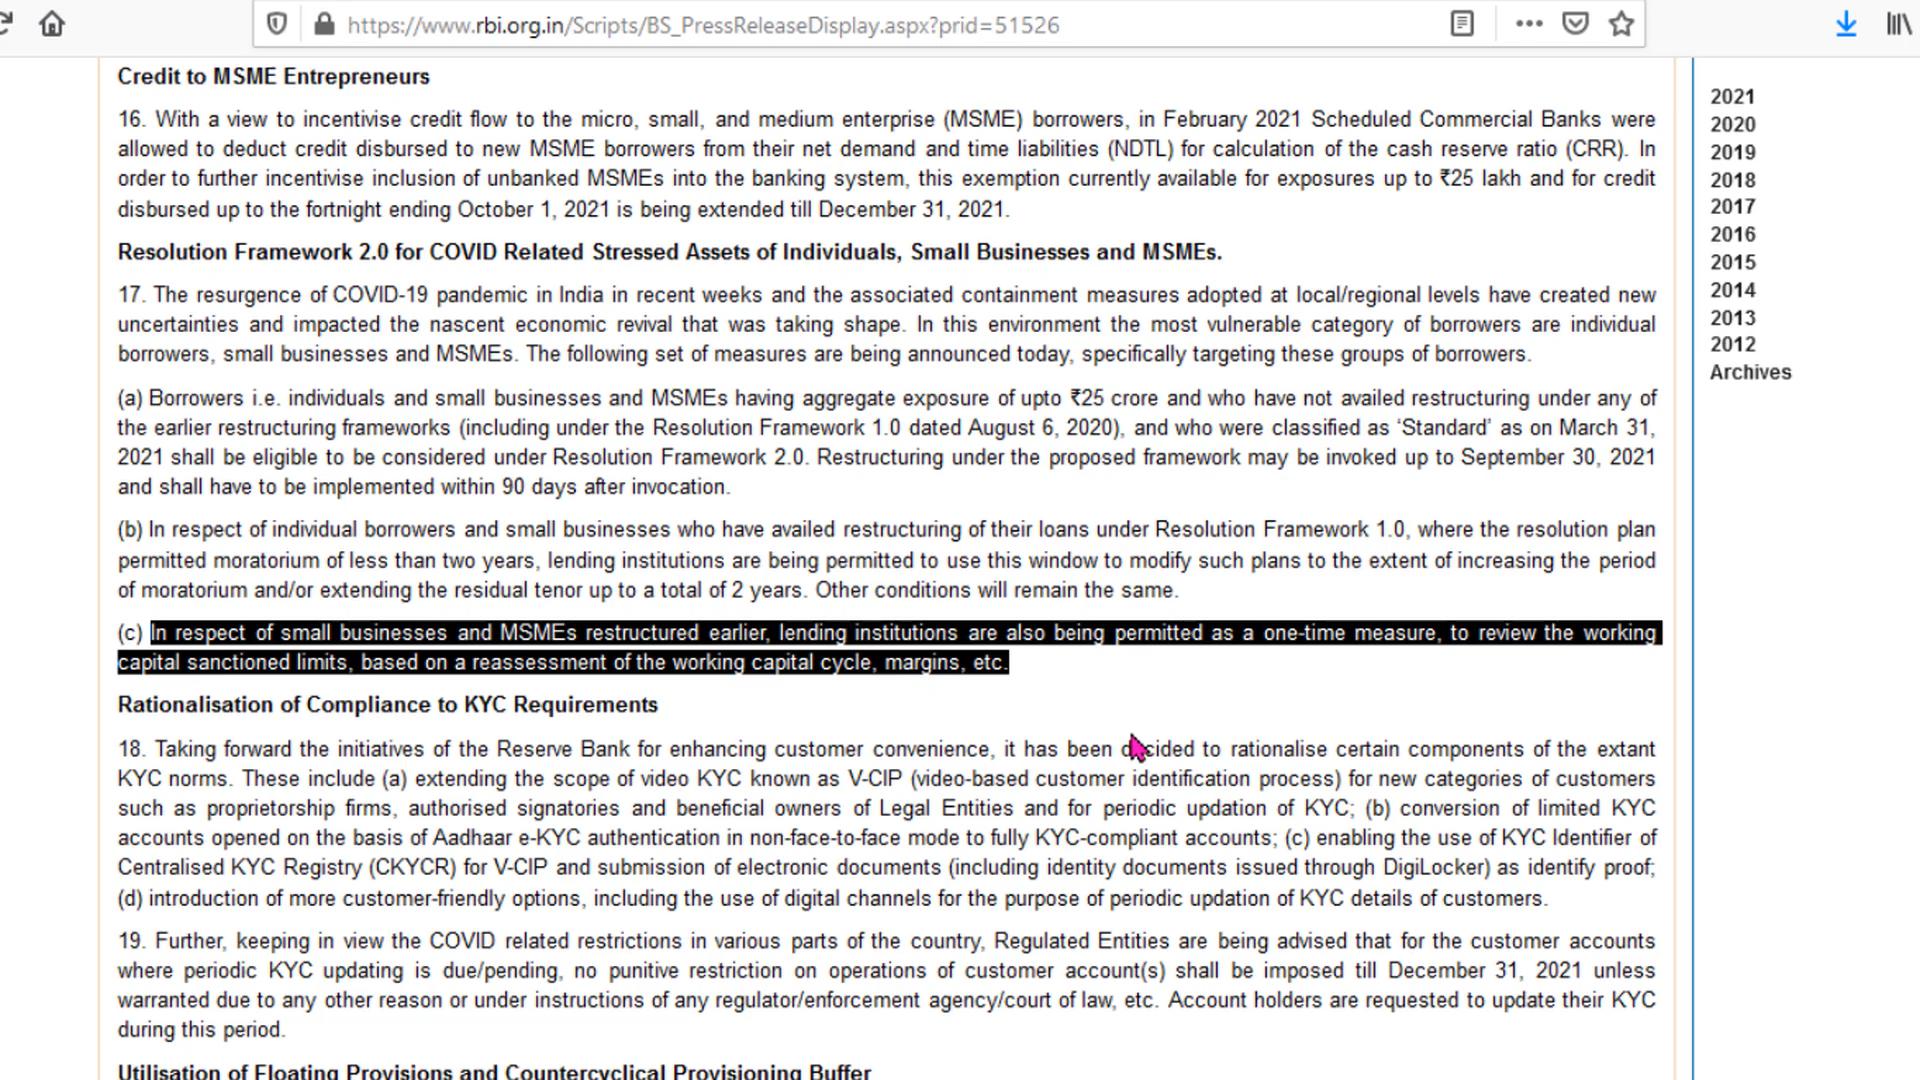 https://www.rbi.org.in/Scripts/BS_PressReleaseDisplay.aspx?prid=51526
Credit to MSME Entrepreneurs
16. With a view to incentivise credit flow to the micro, small, and medium enterprise (MSME) borrowers, in February 2021 Scheduled Commercial Banks were
allowed to deduct credit disbursed to new MSME borrowers from their net demand and time liabilities (NDTL) for calculation of the cash reserve ratio (CRR). In
order to further incentivise inclusion of unbanked MSMEs into the banking system, this exemption currently available for exposures up to ₹25 lakh and for credit
disbursed up to the fortnight ending October 1, 2021 is being extended till December 31, 2021.
Resolution Framework 2.0 for COVID Related Stressed Assets of Individuals, Small Businesses and MSMEs.
17. The resurgence of COVID-19 pandemic in India in recent weeks and the associated containment measures adopted at local/regional levels have created new
uncertainties and impacted the nascent economic revival that was taking shape. In this environment the most vulnerable category of borrowers are individual
borrowers, small businesses and MSMEs. The following set of measures are being announced today, specifically targeting these groups of borrowers.
(a) Borrowers i.e. individuals and small businesses and MSMEs having aggregate exposure of upto ₹25 crore and who have not availed restructuring under any of
the earlier restructuring frameworks (including under the Resolution Framework 1.0 dated August 6, 2020), and who were classified as ‘Standard’ as on March 31,
2021 shall be eligible to be considered under Resolution Framework 2.0. Restructuring under the proposed framework may be invoked up to September 30, 2021
and shall have to be implemented within 90 days after invocation.
(b) In respect of individual borrowers and small businesses who have availed restructuring of their loans under Resolution Framework 1.0, where the resolution plan
permitted moratorium of less than two years, lending institutions are being permitted to use this window to modify such plans to the extent of increasing the period
of moratorium and/or extending the residual tenor up to a total of 2 years. Other conditions will remain the same.
(c) In respect of small businesses and MSMEs restructured earlier, lending institutions are also being permitted as a one-time measure, to review the working
capital sanctioned limits, based on a reassessment of the working capital cycle, margins, etc.
Rationalisation of Compliance to KYC Requirements
18. Taking forward the initiatives of the Reserve Bank for enhancing customer convenience, it has been decided to rationalise certain components of the extant
KYC norms. These include (a) extending the scope of video KYC known as V-CIP (video-based customer identification process) for new categories of customers
such as proprietorship firms, authorised signatories and beneficial owners of Legal Entities and for periodic updation of KYC; (b) conversion of limited KYC
accounts opened on the basis of Aadhaar e-KYC authentication in non-face-to-face mode to fully KYC-compliant accounts; (c) enabling the use of KYC Identifier of
Centralised KYC Registry (CKYCR) for V-CIP and submission of electronic documents (including identity documents issued through DigiLocker) as identify proof;
(d) introduction of more customer-friendly options, including the use of digital channels for the purpose of periodic updation of KYC details of customers.
19. Further, keeping in view the COVID related restrictions in various parts of the country, Regulated Entities are being advised that for the customer accounts
where periodic KYC updating is due/pending, no punitive restriction on operations of customer account(s) shall be imposed till December 31, 2021 unless
warranted due to any other reason or under instructions of any regulator/enforcement agency/court of law, etc. Account holders are requested to update their KYC
during this period.
Utilisation of Floating Provisions and Countercyclical Provisioning Buffer
2021
2020
2019
2018
2017
2016
2015
2014
2013
2012
Archives